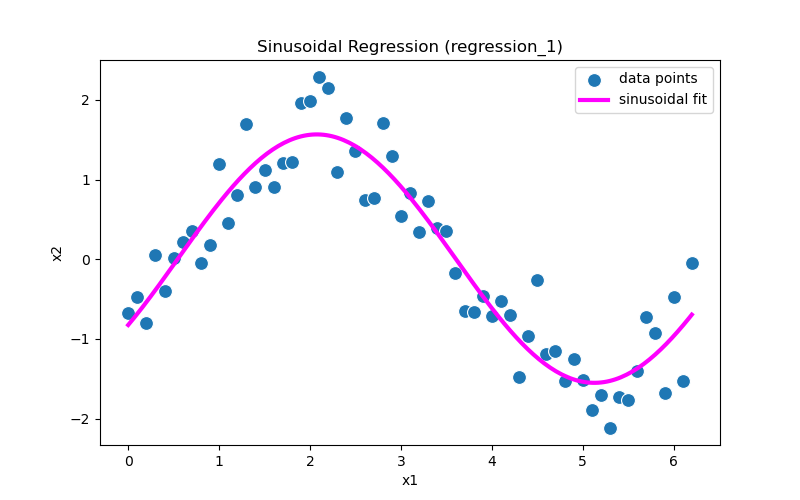 Sinusoidal Regression (regression_1)
data points
sinusoidal fit
2
1
0
−1
−2
x2
0 1 2 3 4 5 6
x1